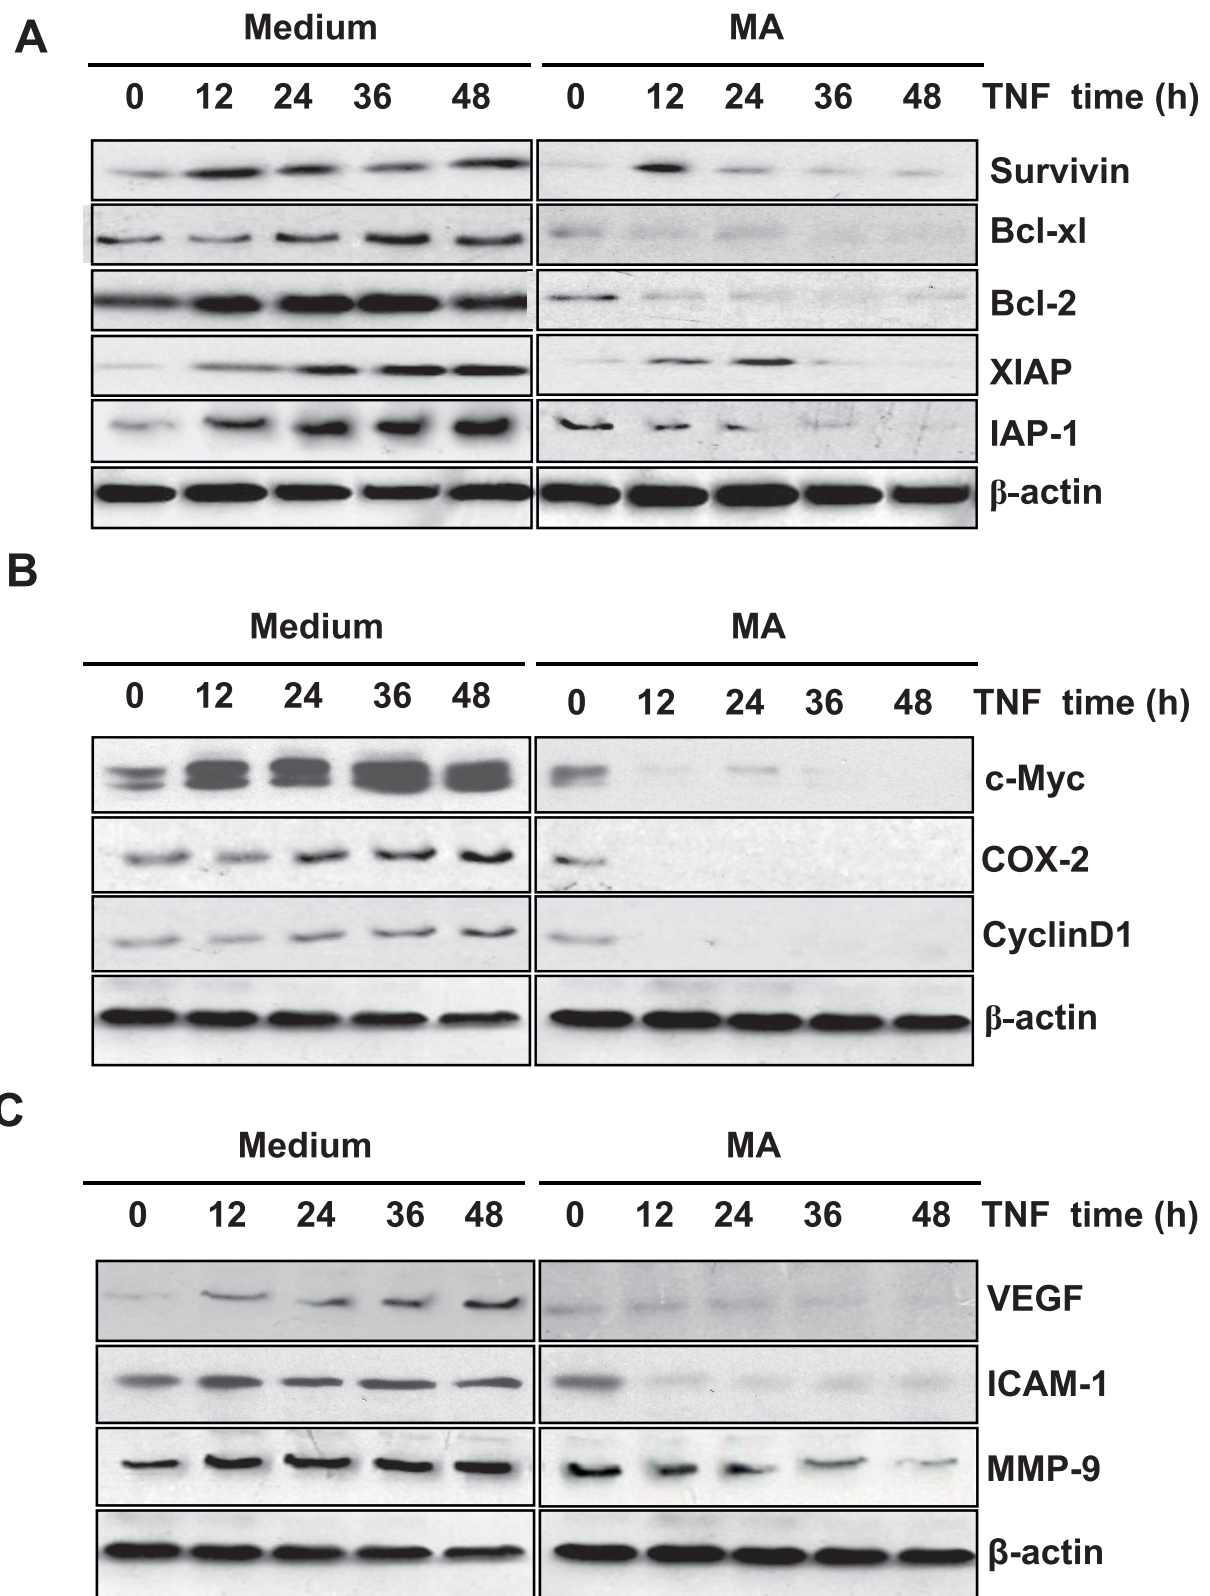 A
Medium MA
0 12 24 36 48 0 12 24 36 48 TNF time (h)
Survivin
Bcl-xl
Bcl-2
XIAP
IAP-1
β-actin
B
Medium MA
0 12 24 36 48 0 12 24 36 48 TNF time (h)
c-Myc
COX-2
CyclinD1
β-actin
C
Medium MA
0 12 24 36 48 0 12 24 36 48 TNF time (h)
VEGF
ICAM-1
MMP-9
β-actin